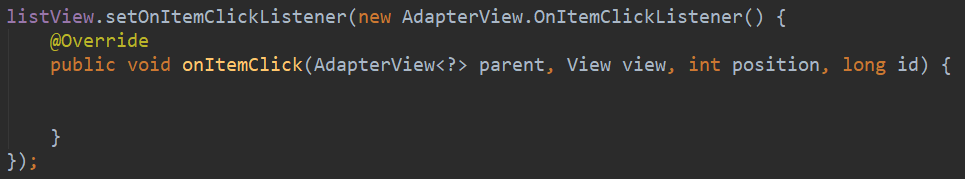 listView.setOnItemClickListener(new AdapterView.OnItemClickListener() {
    @Override
    public void onItemClick(AdapterView<?> parent, View view, int position, long id) {
    }
});